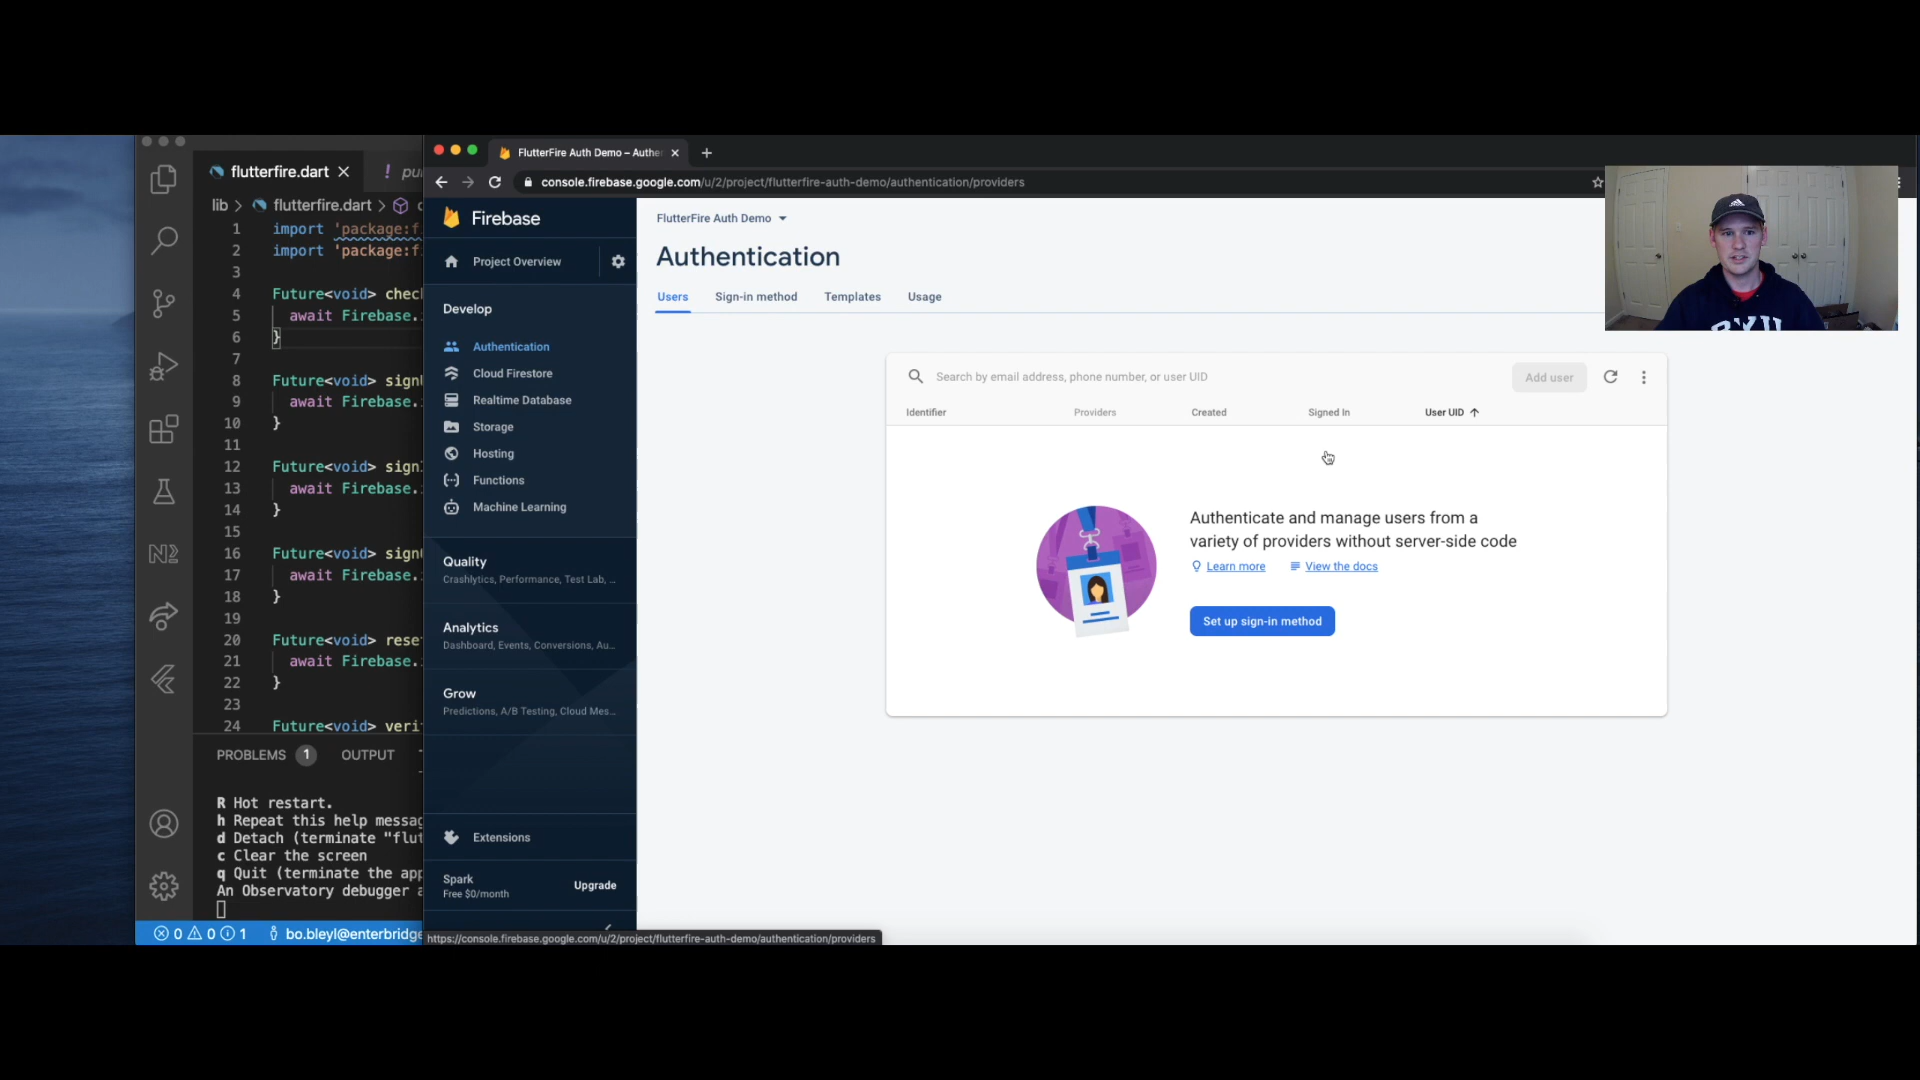 flutterfire.dart
lib > flutterfire.dart >
1 import 'package:f
2 import 'package:f
3
4 Future<void> chec
5 await Firebase.
6 }
7
8 Future<void> sign
9 await Firebase.
10 }
11
12 Future<void> sign
13 await Firebase.
14 }
15
16 Future<void> sign
17 await Firebase.
18 }
19
20 Future<void> rese
21 await Firebase.
22 }
23
24 Future<void> veri
PROBLEMS 1 OUTPUT
R Hot restart.
h Repeat this help messag
d Detach (terminate "flut
c Clear the screen
q Quit (terminate the app
An Observatory debugger a
0 0 1 bo.bleyl@enterbridge
FlutterFire Auth Demo – Authe
console.firebase.google.com/u/2/project/flutterfire-auth-demo/authentication/providers
Firebase
Project Overview
Develop
Authentication
Cloud Firestore
Realtime Database
Storage
Hosting
Functions
Machine Learning
Quality
Crashlytics, Performance, Test Lab, ...
Analytics
Dashboard, Events, Conversions, Au...
Grow
Predictions, A/B Testing, Cloud Mes...
Extensions
Spark
Free $0/month
Upgrade
https://console.firebase.google.com/u/2/project/flutterfire-auth-demo/authentication/providers
FlutterFire Auth Demo
Authentication
Users Sign-in method Templates Usage
Search by email address, phone number, or user UID
Add user
Identifier Providers Created Signed In User UID
Authenticate and manage users from a
variety of providers without server-side code
Learn more View the docs
Set up sign-in method